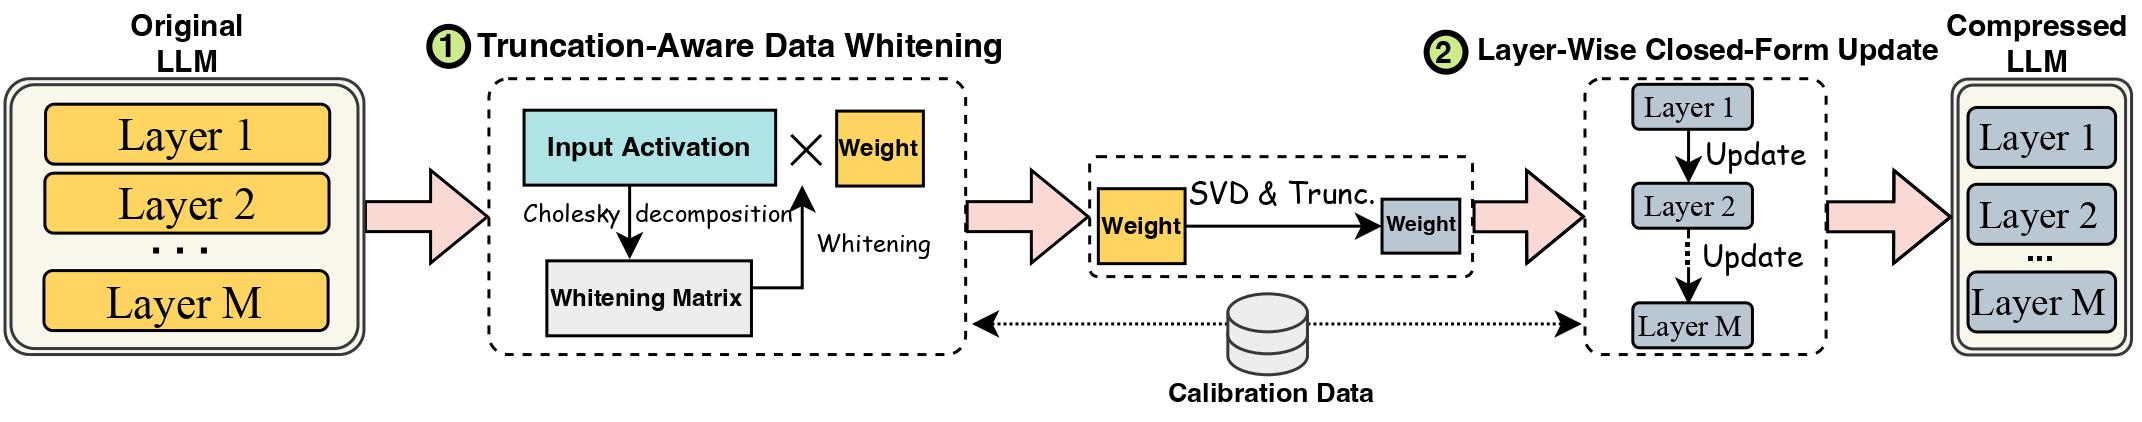 Original
LLM
Layer 1
Layer 2
. . .
Layer M
1 Truncation-Aware Data Whitening
Input Activation
Weight
Cholesky decomposition
Whitening
Whitening Matrix
Weight
SVD & Trunc.
Weight
Calibration Data
2 Layer-Wise Closed-Form Update
Layer 1
Update
Layer 2
Update
Layer M
Compressed
LLM
Layer 1
Layer 2
...
Layer M